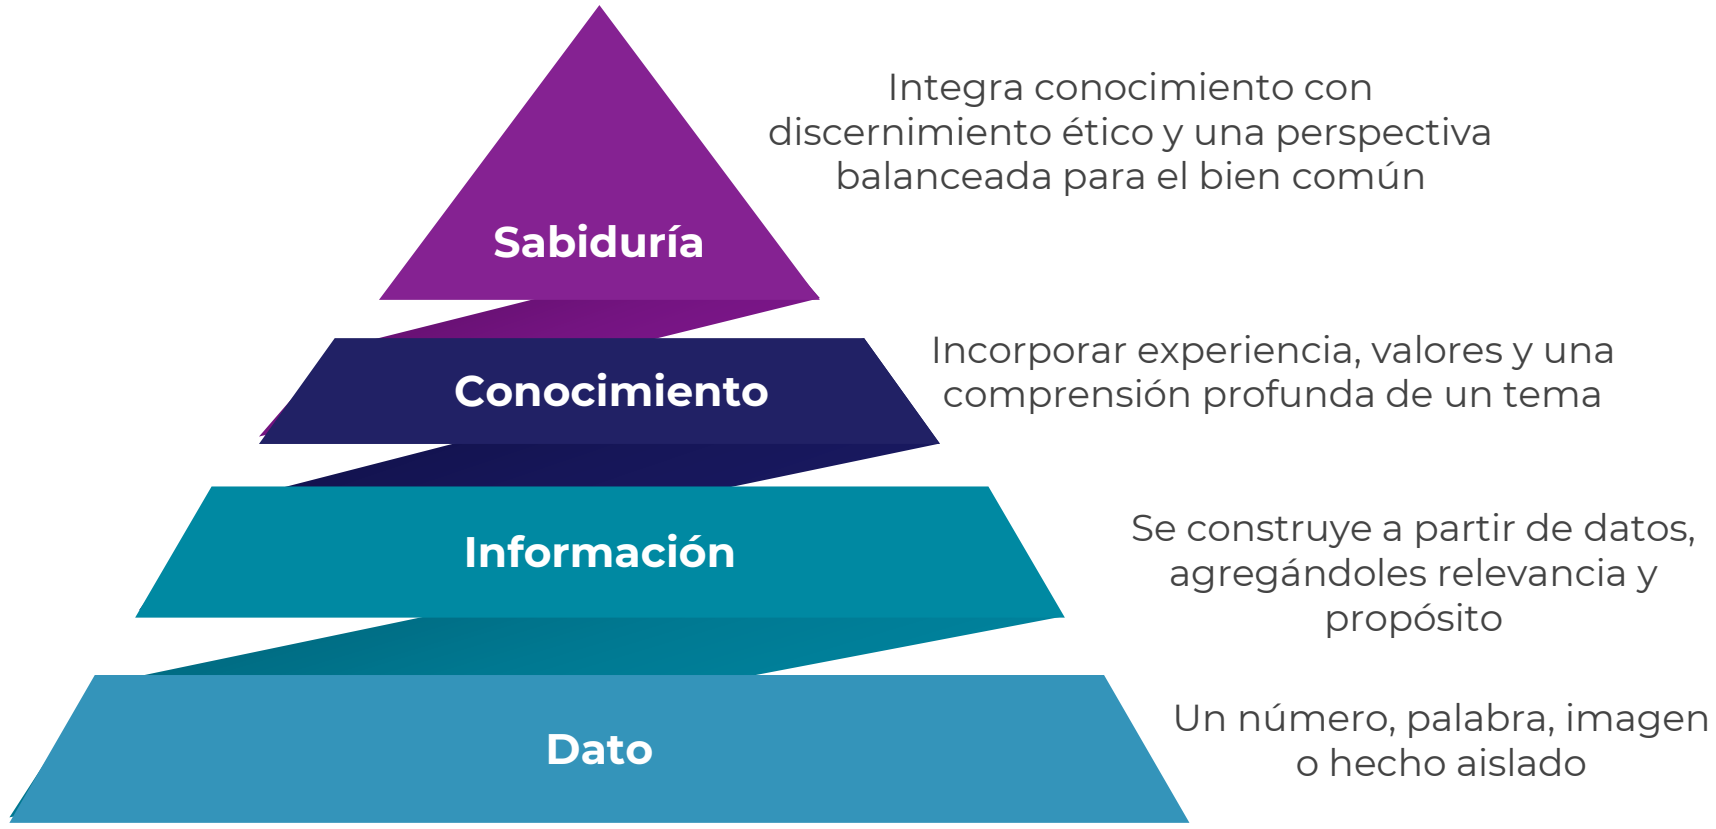 Integra conocimiento con
discernimiento ético y una perspectiva
balanceada para el bien común
Sabiduría
Incorporar experiencia, valores y una
comprensión profunda de un tema
Conocimiento
Se construye a partir de datos,
agregándoles relevancia y
propósito
Información
Un número, palabra, imagen
o hecho aislado
Dato